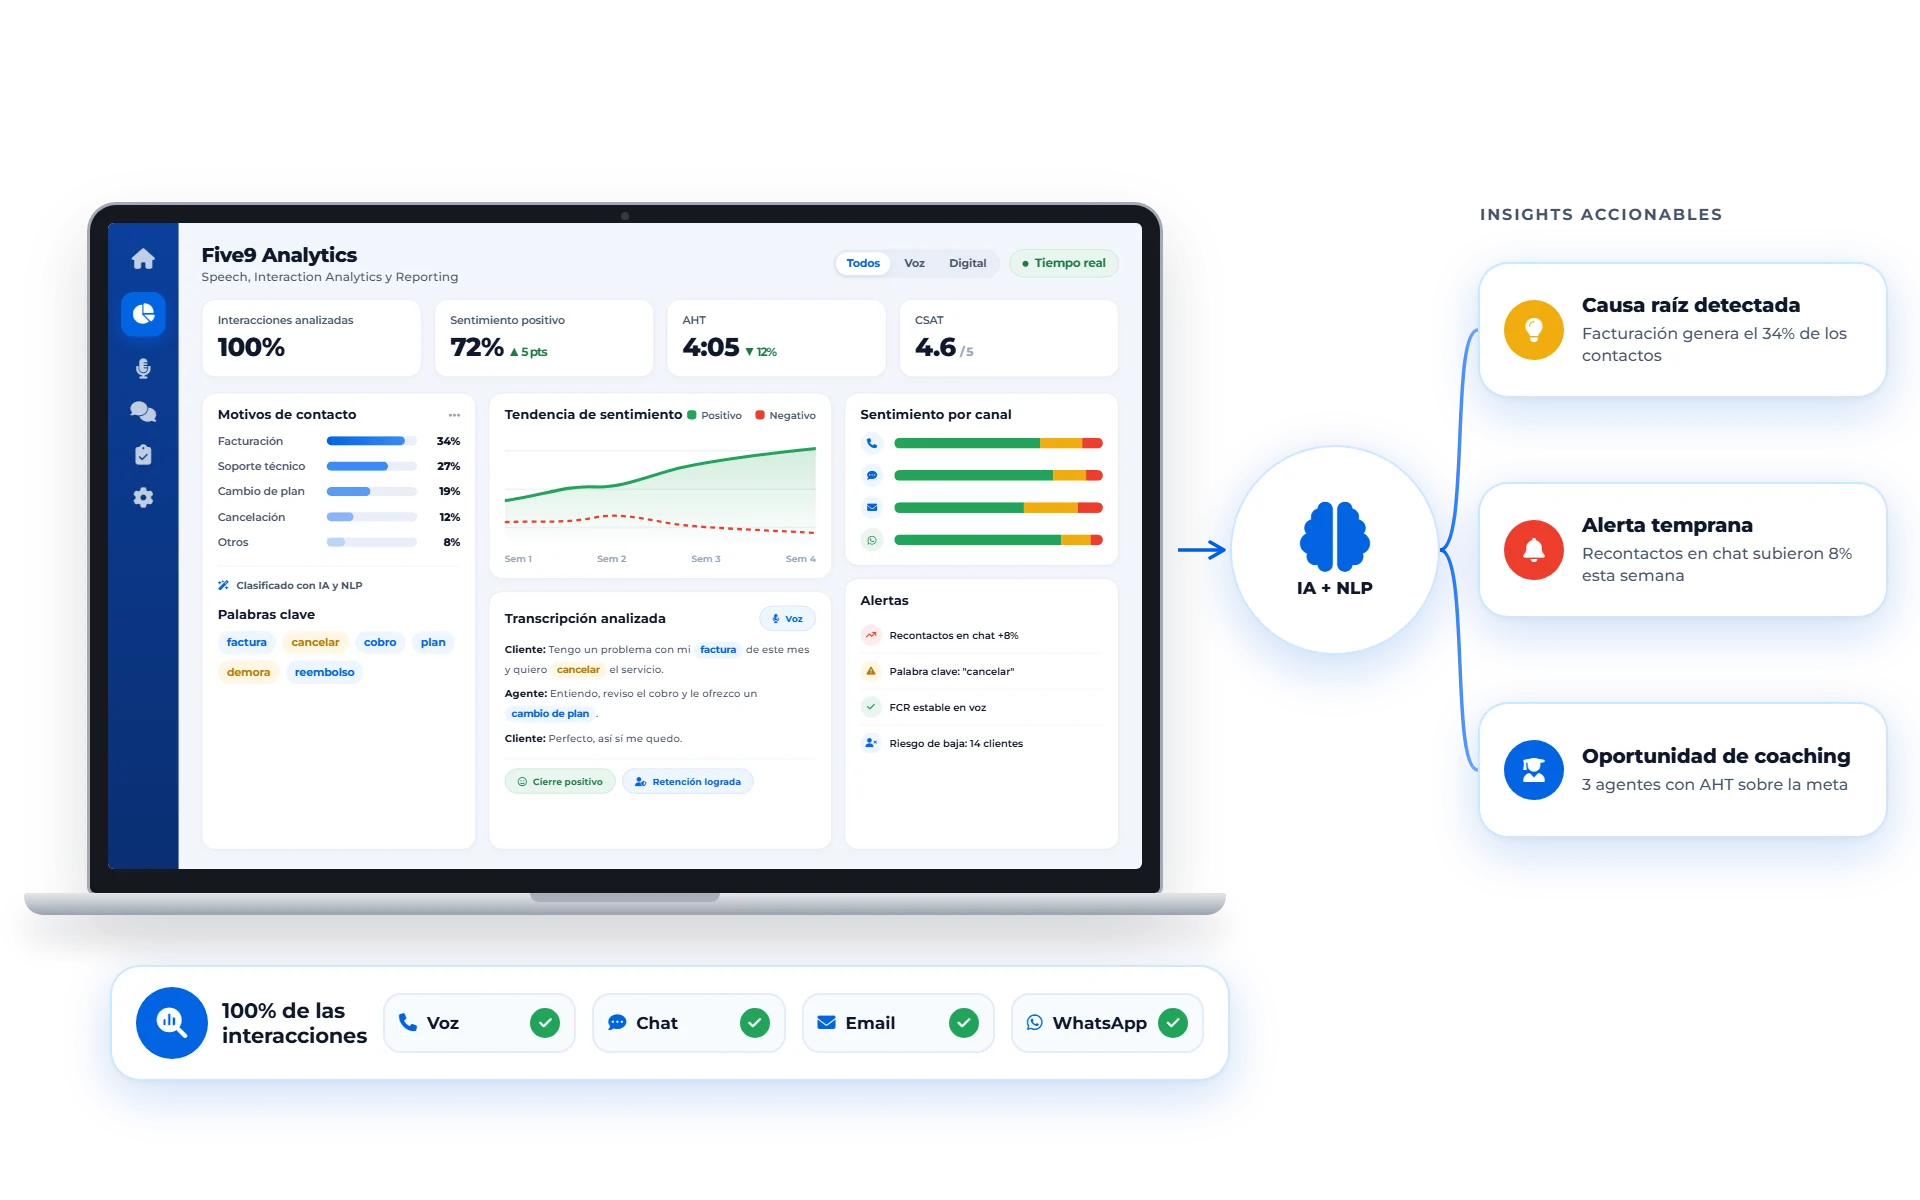 Five9 Analytics
Speech, Interaction Analytics y Reporting
Todos Voz Digital
Tiempo real
Interacciones analizadas
100%
Sentimiento positivo
72% ▲ 5 pts
AHT
4:05 ▼ 12%
CSAT
4.6 / 5
Motivos de contacto
Facturación 34%
Soporte técnico 27%
Cambio de plan 19%
Cancelación 12%
Otros 8%
Clasificado con IA y NLP
Palabras clave
factura cancelar cobro plan
demora reembolso
Tendencia de sentimiento Positivo Negativo
Sem 1 Sem 2 Sem 3 Sem 4
Transcripción analizada Voz
Cliente: Tengo un problema con mi factura de este mes
y quiero cancelar el servicio.
Agente: Entiendo, reviso el cobro y le ofrezco un
cambio de plan .
Cliente: Perfecto, así sí me quedo.
Cierre positivo Retención lograda
Sentimiento por canal
Alertas
Recontactos en chat +8%
Palabra clave: "cancelar"
FCR estable en voz
Riesgo de baja: 14 clientes
IA + NLP
INSIGHTS ACCIONABLES
Causa raíz detectada
Facturación genera el 34% de los
contactos
Alerta temprana
Recontactos en chat subieron 8%
esta semana
Oportunidad de coaching
3 agentes con AHT sobre la meta
100% de las
interacciones
Voz
Chat
Email
WhatsApp